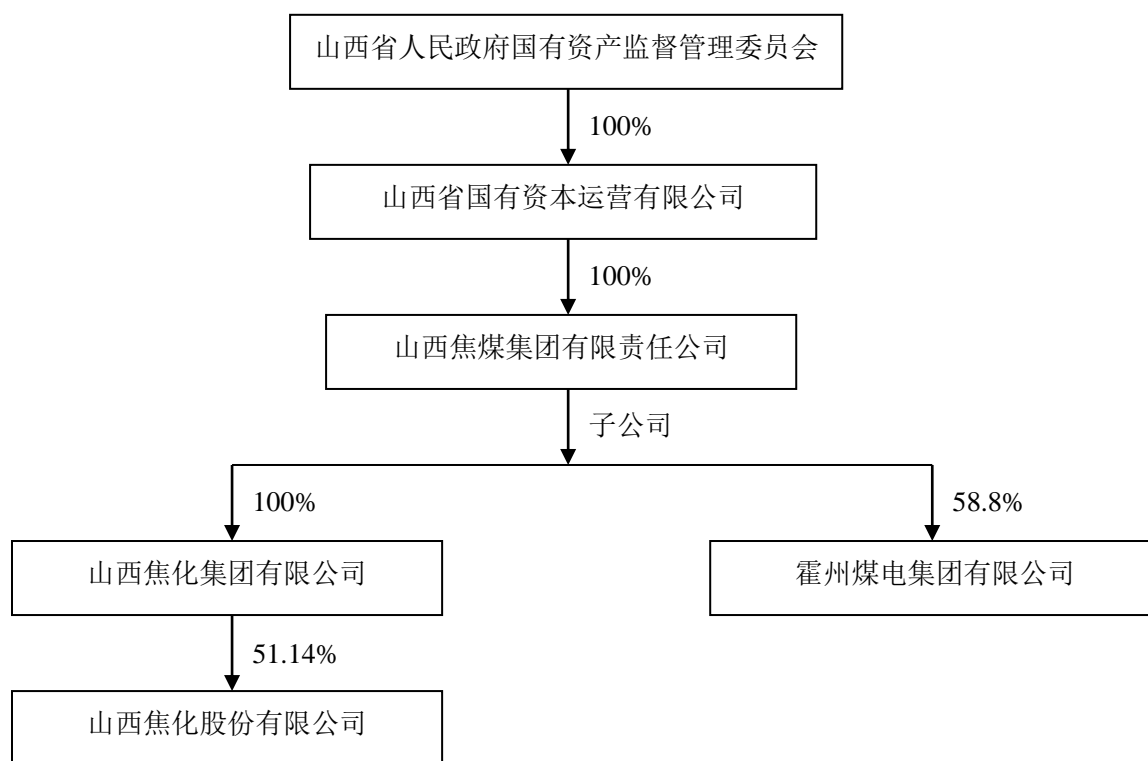 山西省人民政府国有资产监督管理委员会
100%
山西省国有资本运营有限公司
100%
山西焦煤集团有限责任公司
子公司
100%
58.8%
山西焦化集团有限公司
霍州煤电集团有限公司
51.14%
山西焦化股份有限公司